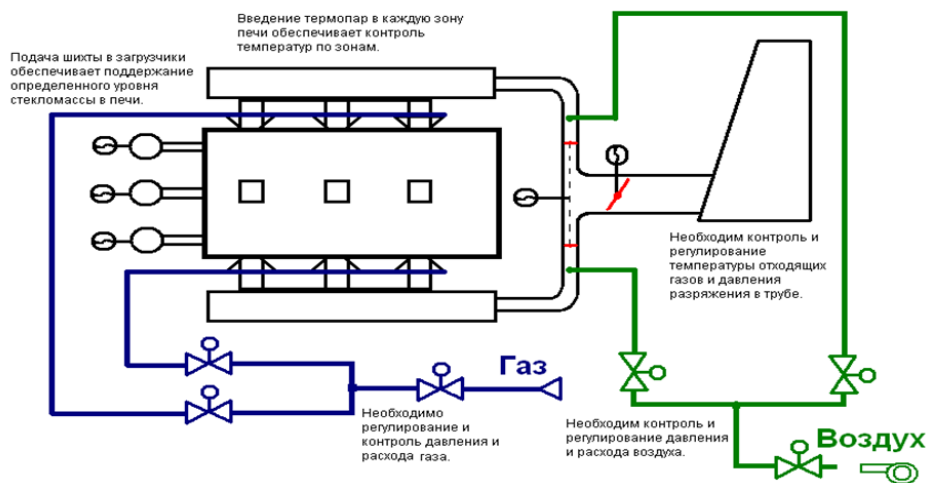 Введение термопар в каждую зону
печи обеспечивает контроль
температур по зонам.
Подача шихты в загрузчики
обеспечивает поддержание
определенного уровня
стекломассы в печи.
Необходим контроль и
регулирование
температуры отходящих
газов и давления
разряжения в трубе.
Газ
Необходимо
регулирование и
контроль давления и
расхода газа.
Необходим контроль и
регулирование давления
и расхода воздуха.
Воздух